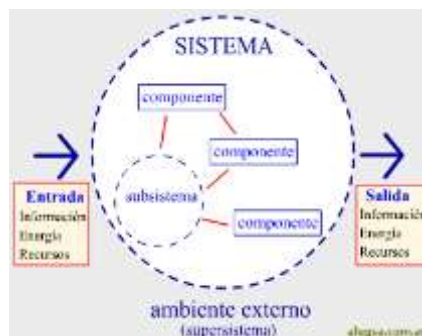 SISTEMA
componente
componente
subsistema
componente
Entrada
Información
Energía
Recursos
Salida
Información
Energía
Recursos
ambiente externo
(supersistema)